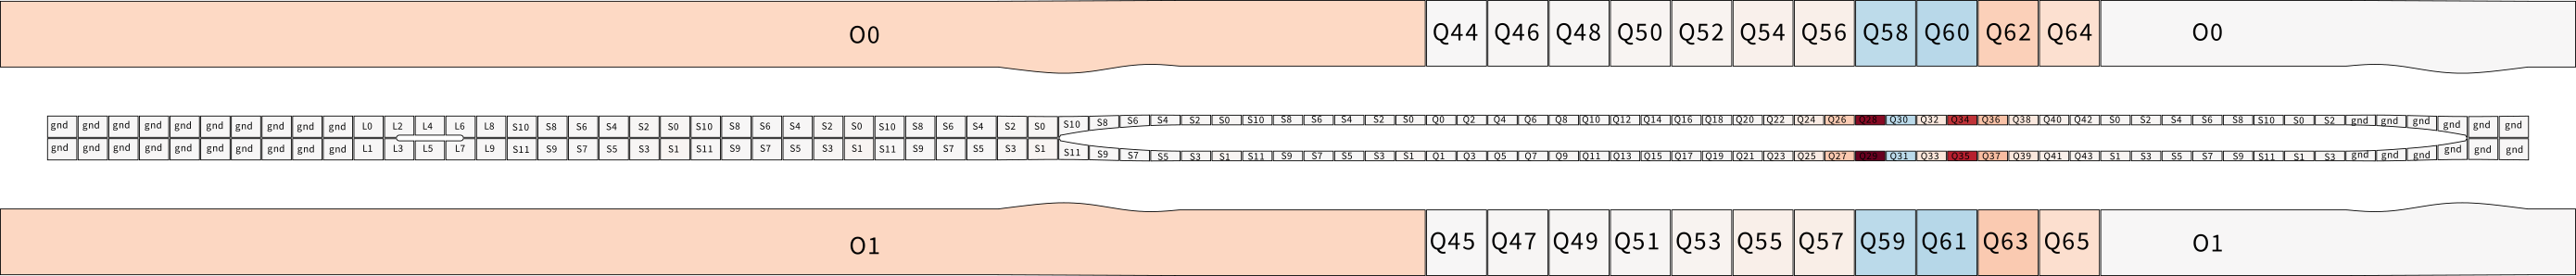 O0 Q44 Q46 Q48 Q50 Q52 Q54 Q56 Q58 Q60 Q62 Q64 O0
gnd gnd gnd gnd gnd gnd gnd gnd gnd gnd L0 L2 L4 L6 L8 S10 S8 S6 S4 S2 S0 S10 S8 S6 S4 S2 S0 S10 S8 S6 S4 S2 S0 S10 S8 S6 S4 S2 S0 S10 S8 S6 S4 S2 S0 Q0 Q2 Q4 Q6 Q8 Q10 Q12 Q14 Q16 Q18 Q20 Q22 Q24 Q26 Q28 Q30 Q32 Q34 Q36 Q38 Q40 Q42 S0 S2 S4 S6 S8 S10 S0 S2 gnd gnd gnd gnd gnd gnd
gnd gnd gnd gnd gnd gnd gnd gnd gnd gnd L1 L3 L5 L7 L9 S11 S9 S7 S5 S3 S1 S11 S9 S7 S5 S3 S1 S11 S9 S7 S5 S3 S1 S11 S9 S7 S5 S3 S1 S11 S9 S7 S5 S3 S1 Q1 Q3 Q5 Q7 Q9 Q11 Q13 Q15 Q17 Q19 Q21 Q23 Q25 Q27 Q29 Q31 Q33 Q35 Q37 Q39 Q41 Q43 S1 S3 S5 S7 S9 S11 S1 S3 gnd gnd gnd gnd gnd gnd
O1 Q45 Q47 Q49 Q51 Q53 Q55 Q57 Q59 Q61 Q63 Q65 O1